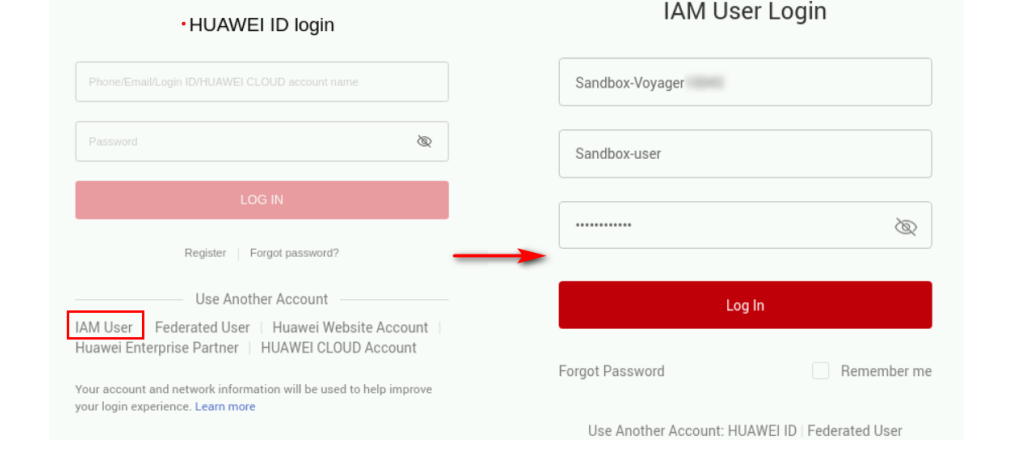 HUAWEI ID login
Phone/Email/Login ID/HUAWEI CLOUD account name
Password
LOG IN
Register | Forgot password?
Use Another Account
IAM User Federated User | Huawei Website Account |
Huawei Enterprise Partner | HUAWEI CLOUD Account
Your account and network information will be used to help improve
your login experience. Learn more
IAM User Login
Sandbox-Voyager
Sandbox-user
••••••••••••
Log In
Forgot Password Remember me
Use Another Account: HUAWEI ID | Federated User